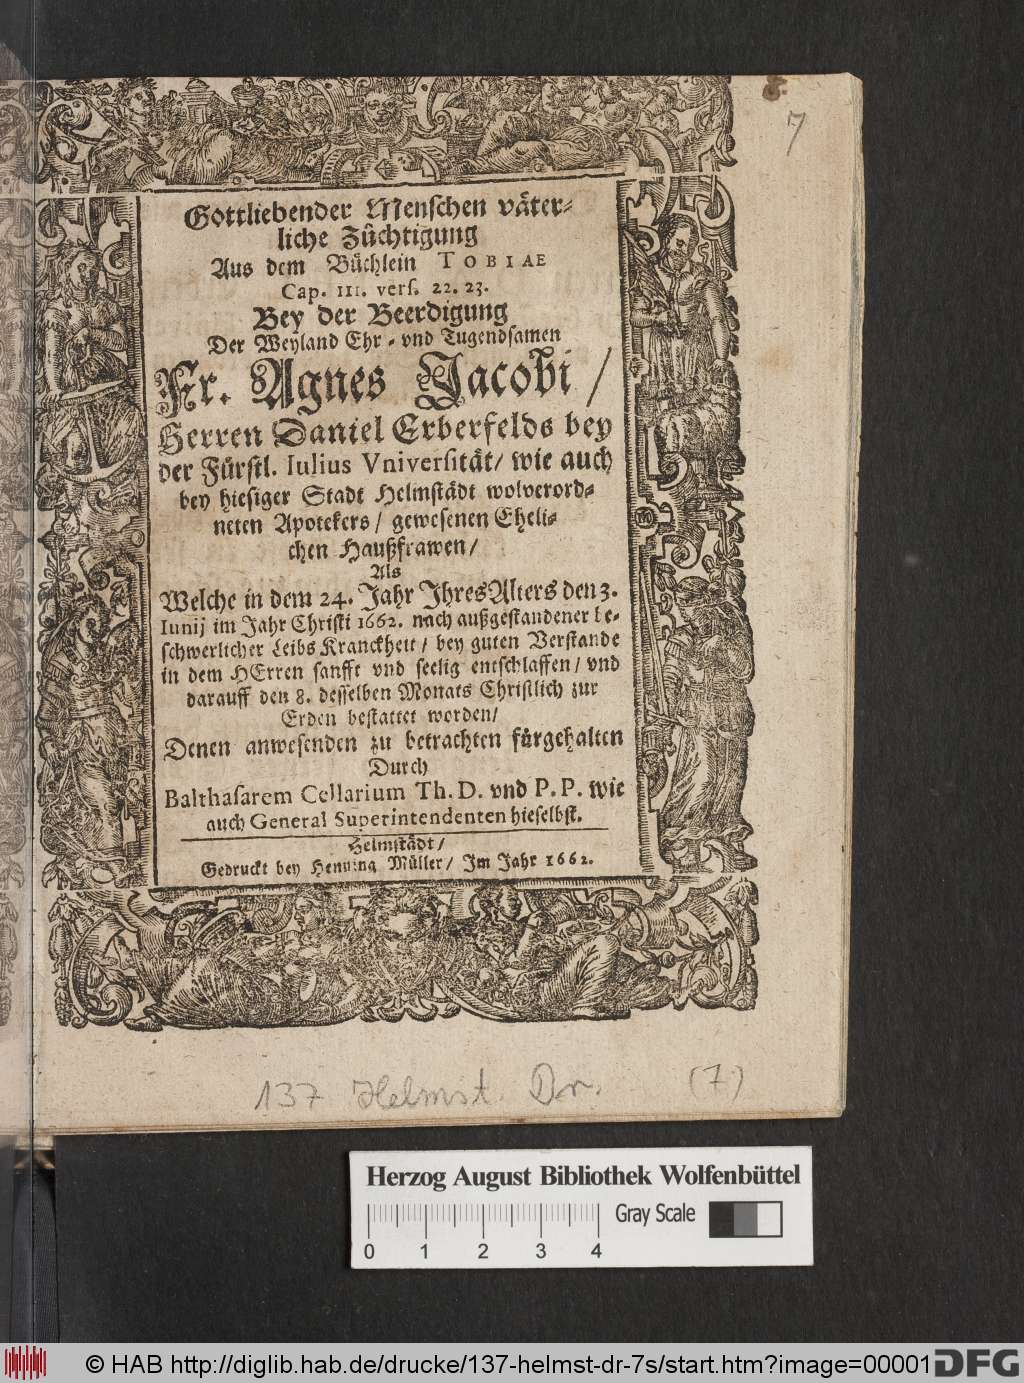 7
Gottliebender Menschen väter-
liche Züchtigung
Aus dem Büchlein TOBIAE
Cap. III. vers. 22. 23.
Bey der Beerdigung
Der Weyland Ehr- vnd Tugendsamen
Fr. Agnes Jacobi /
Herren Daniel Erberfelds bey
der Fürstl. Iulius Vniversität/ wie auch
bey hiesiger Stadt Helmstädt wolverord-
neten Apotekers / gewesenen Eheli-
chen Haußfrawen /
Als
Welche in dem 24. Jahr Ihres Alters den 3.
Iunij im Jahr Christi 1662. nach außgestandener be-
schwerlicher Leibs Kranckheit / bey guten Verstande
in dem HErren sanfft vnd seelig entschlaffen / vnd
darauff den 8. desselben Monats Christlich zur
Erden bestattet worden/
Denen anwesenden zu betrachten fürgehalten
Durch
Balthasarem Cellarium Th. D. vnd P. P. wie
auch General Superintendenten hieselbst.
Helmstädt /
Gedruckt bey Henning Müller / Im Jahr 1662.
137 Helmst. Dr. (7)
Herzog August Bibliothek Wolfenbüttel
Gray Scale
0 1 2 3 4
© HAB http://diglib.hab.de/drucke/137-helmst-dr-7s/start.htm?image=00001
DFG